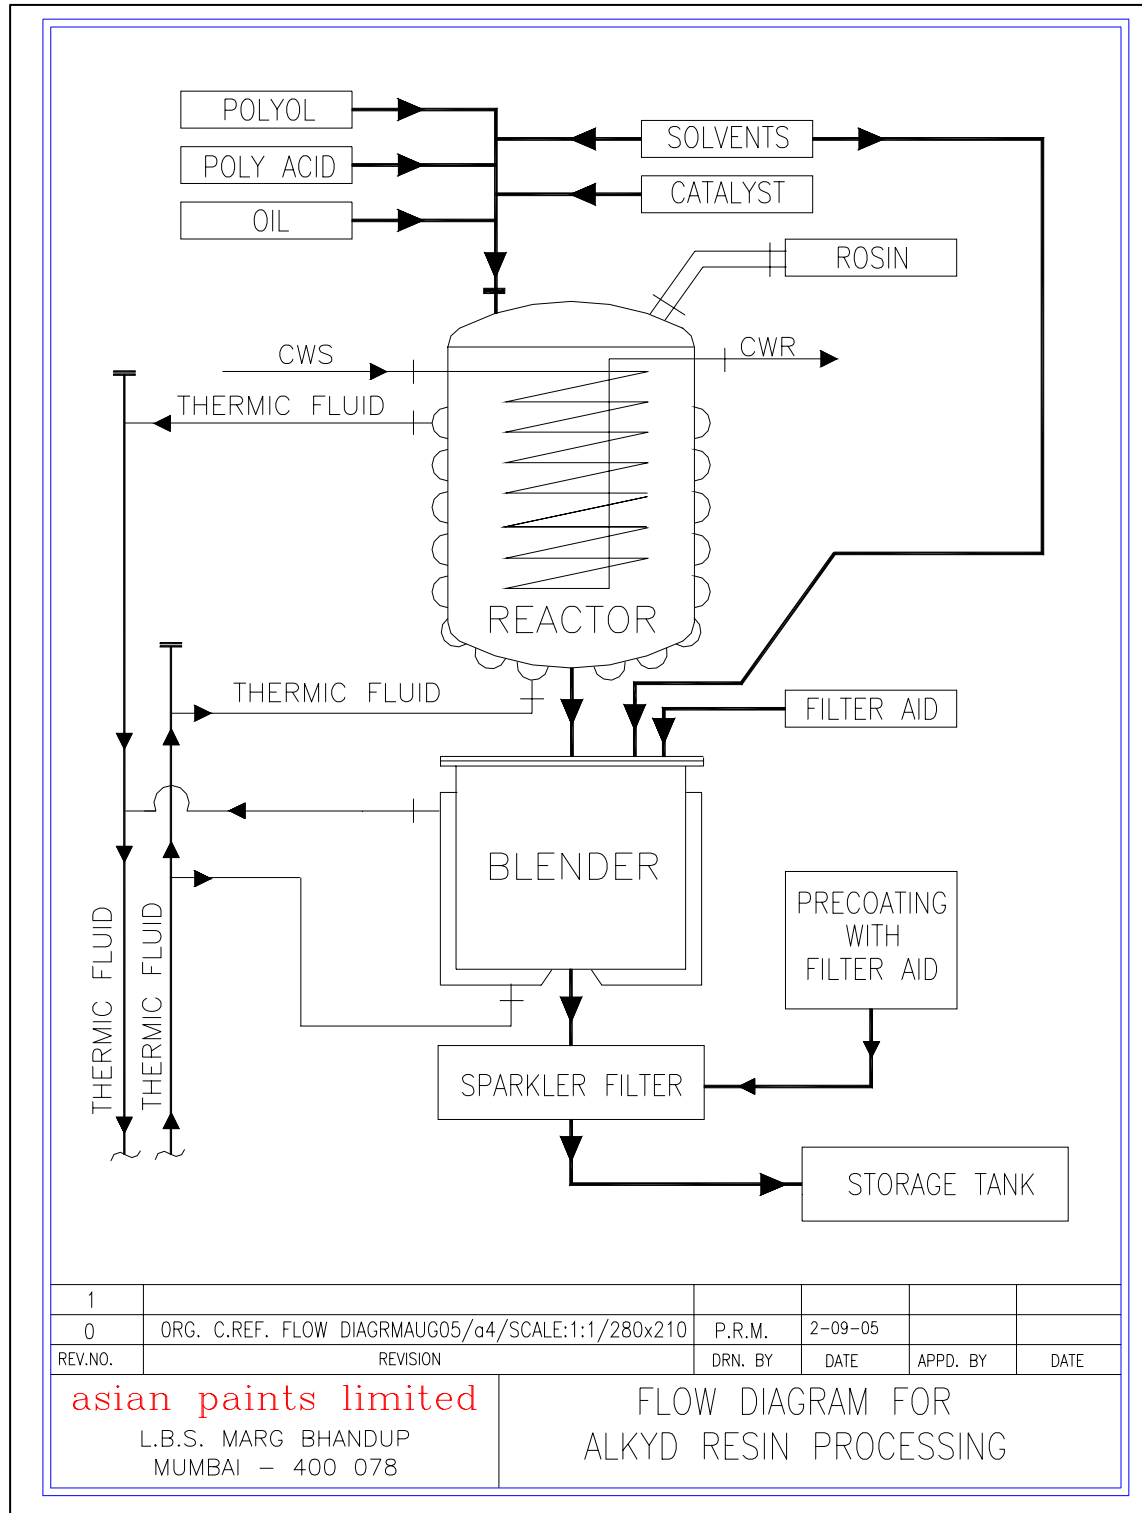 POLYOL
SOLVENTS
POLY ACID
CATALYST
OIL
ROSIN
CWS
CWR
THERMIC FLUID
REACTOR
THERMIC FLUID
FILTER AID
BLENDER
PRECOATING
WITH
FILTER AID
THERMIC FLUID
THERMIC FLUID
SPARKLER FILTER
STORAGE TANK
1
0 ORG. C.REF. FLOW DIAGRMAUG05/a4/SCALE:1:1/280x210 P.R.M. 2-09-05
REV.NO. REVISION DRN. BY DATE APPD. BY DATE
asian paints limited
L.B.S. MARG BHANDUP
MUMBAI - 400 078
FLOW DIAGRAM FOR
ALKYD RESIN PROCESSING